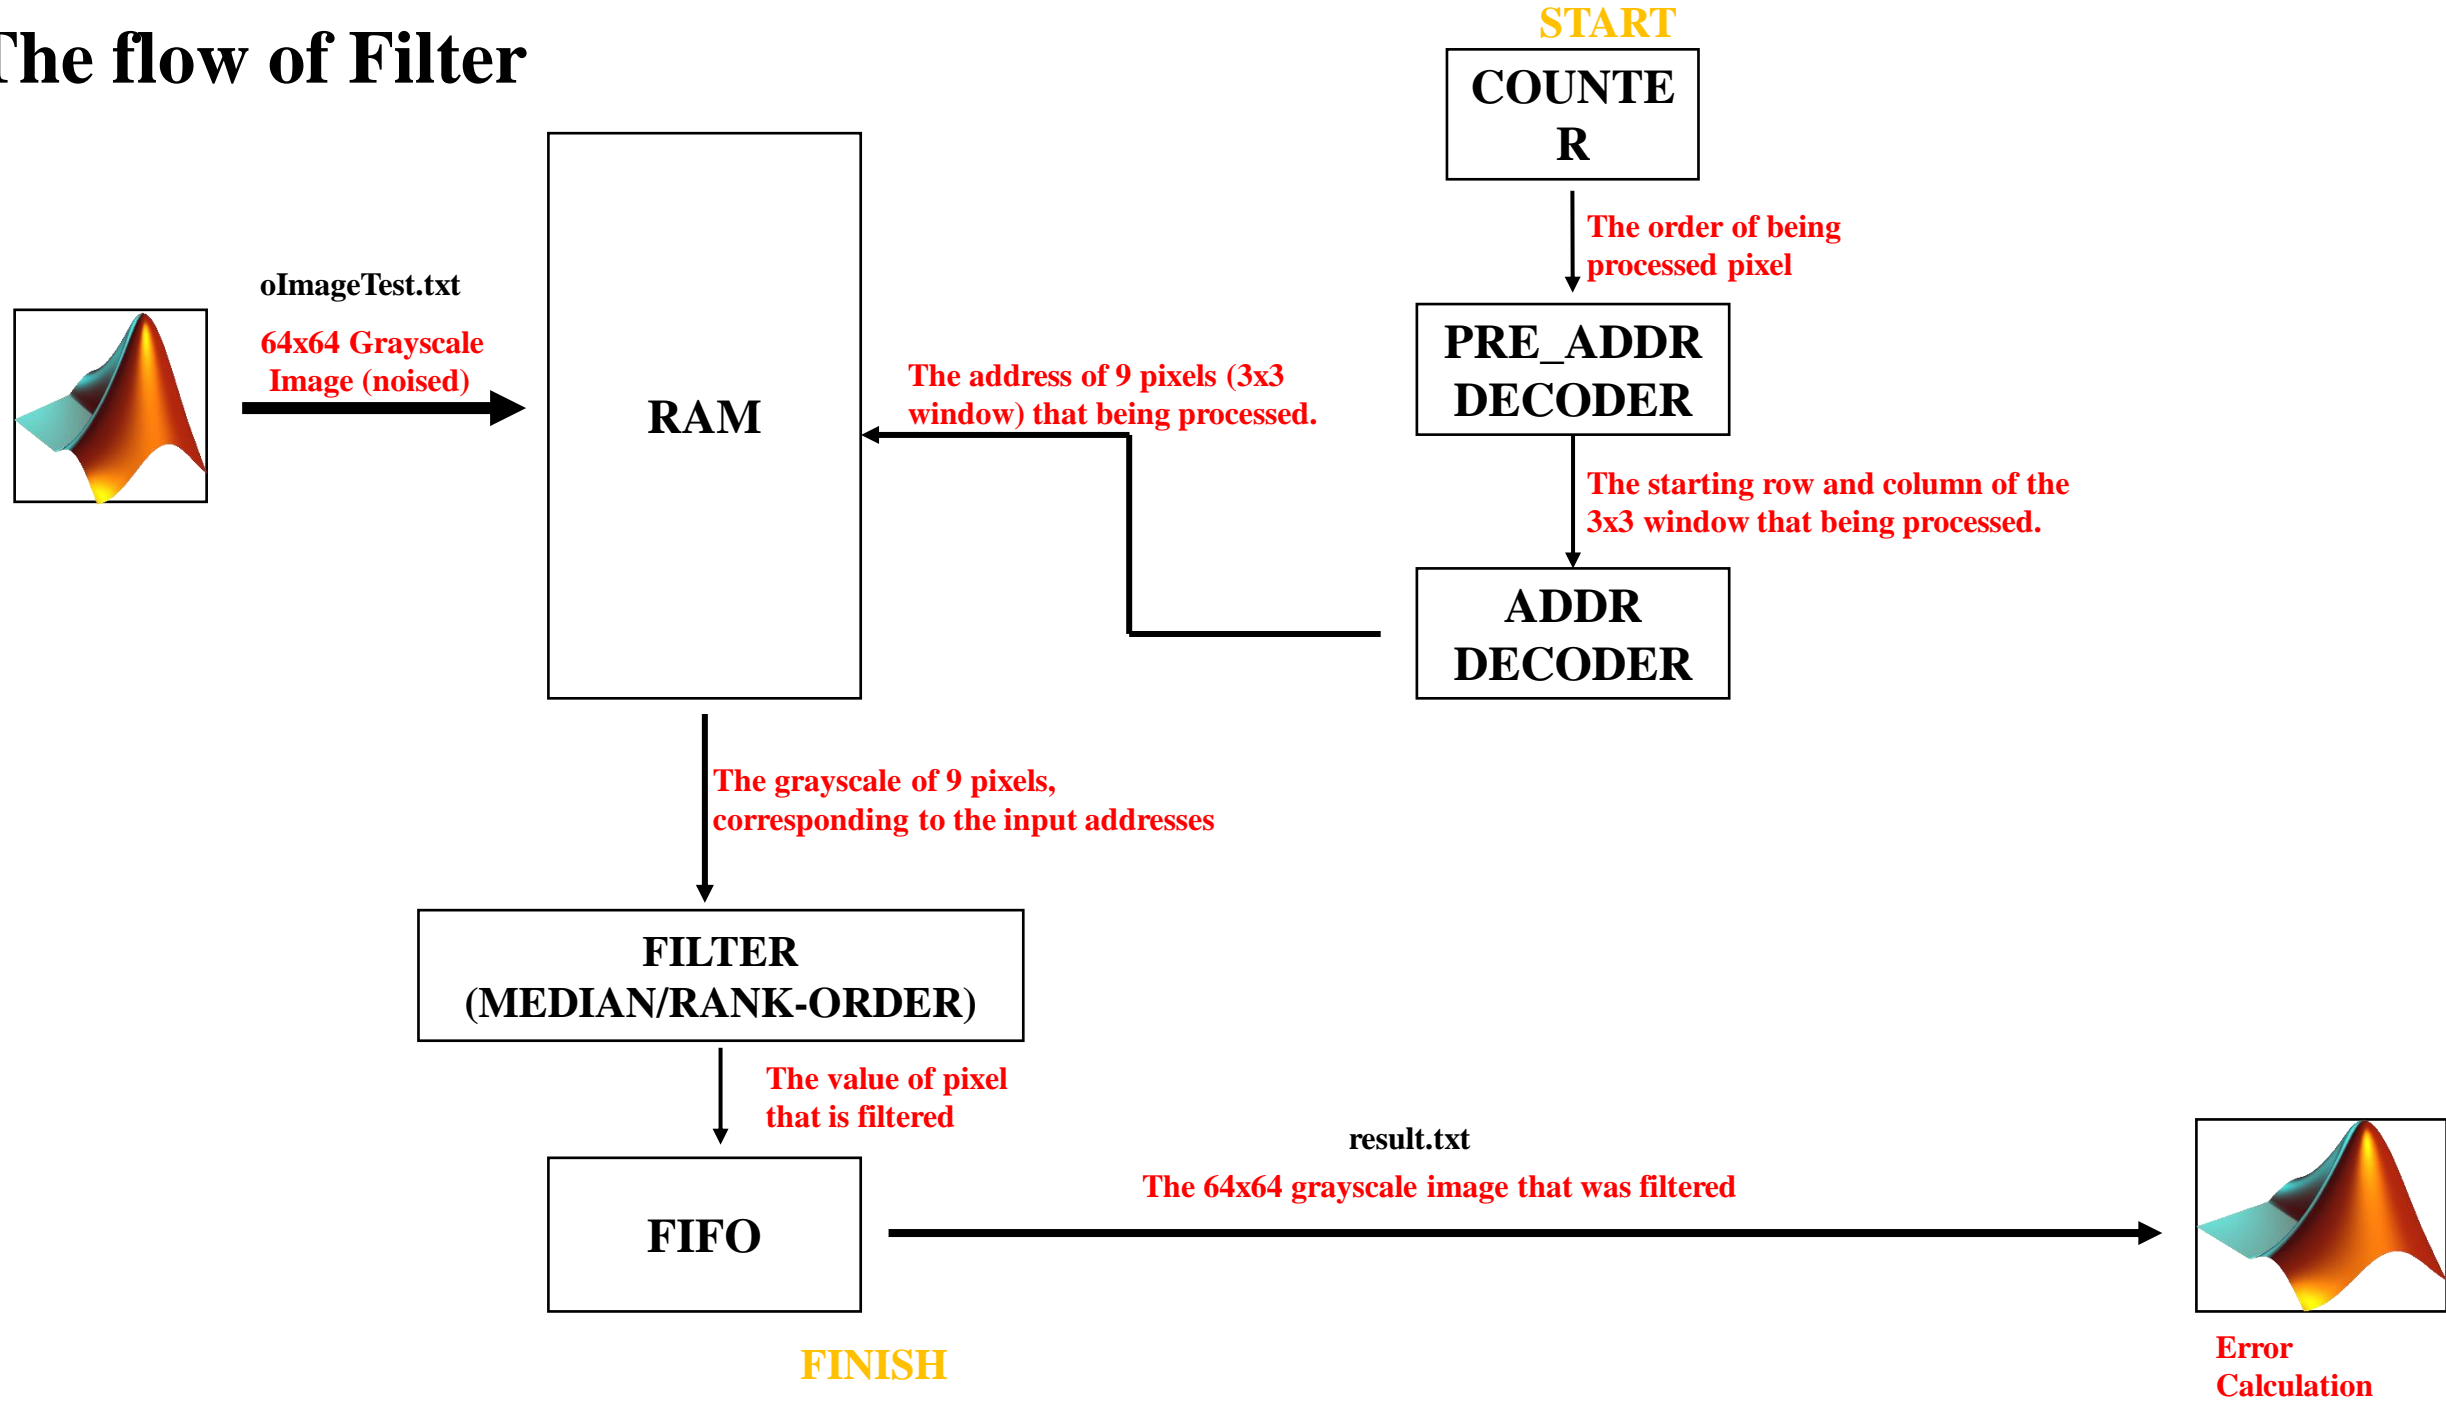 The flow of Filter
START
COUNTE
R
The order of being
processed pixel
oImageTest.txt
64x64 Grayscale
Image (noised)
RAM
The address of 9 pixels (3x3
window) that being processed.
PRE_ADDR
DECODER
The starting row and column of the
3x3 window that being processed.
ADDR
DECODER
The grayscale of 9 pixels,
corresponding to the input addresses
FILTER
(MEDIAN/RANK-ORDER)
The value of pixel
that is filtered
FIFO
result.txt
The 64x64 grayscale image that was filtered
FINISH
Error
Calculation